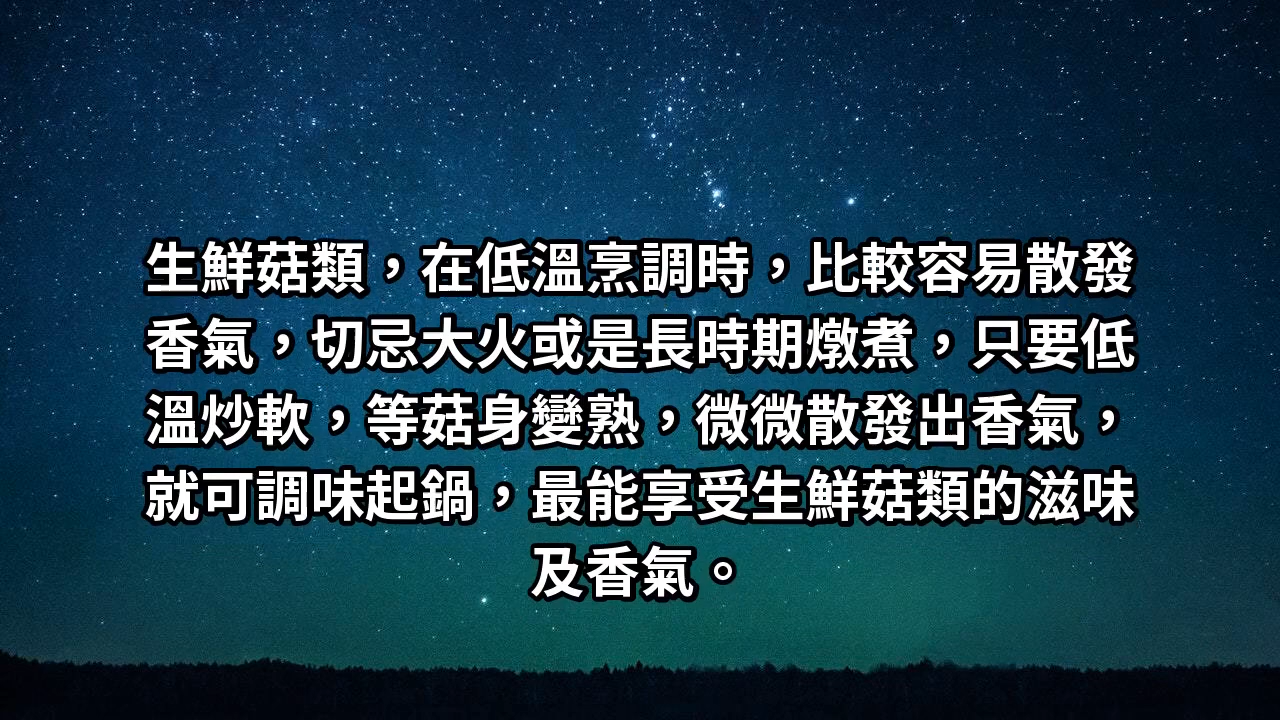 生鮮菇類，在低溫烹調時，比較容易散發
香氣，切忌大火或是長時期燉煮，只要低
溫炒軟，等菇身變熟，微微散發出香氣，
就可調味起鍋，最能享受生鮮菇類的滋味
及香氣。